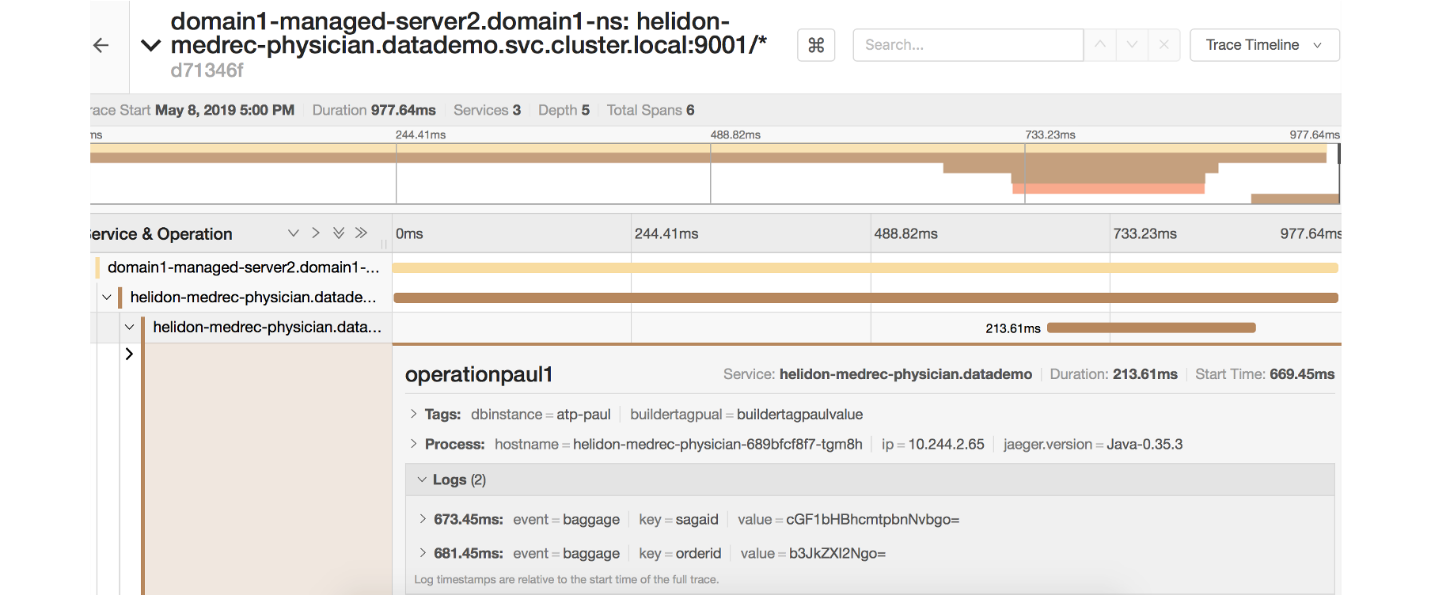 domain1-managed-server2.domain1-ns: helidon-
medrec-physician.datademo.svc.cluster.local:9001/*
d71346f
⌘ Search... Trace Timeline
race Start May 8, 2019 5:00 PM Duration 977.64ms Services 3 Depth 5 Total Spans 6
ms 244.41ms 488.82ms 733.23ms 977.64ms
Service & Operation 0ms 244.41ms 488.82ms 733.23ms 977.64ms
domain1-managed-server2.domain1-...
helidon-medrec-physician.datade...
helidon-medrec-physician.data... 213.61ms
operationpaul1 Service: helidon-medrec-physician.datademo Duration: 213.61ms Start Time: 669.45ms
Tags: dbinstance = atp-paul buildertagpual = buildertagpaulvalue
Process: hostname = helidon-medrec-physician-689bfcf8f7-tgm8h ip = 10.244.2.65 jaeger.version = Java-0.35.3
Logs (2)
673.45ms: event = baggage key = sagaid value = cGF1bHBhcmtpbnNvbgo=
681.45ms: event = baggage key = orderid value = b3JkZXI2Ngo=
Log timestamps are relative to the start time of the full trace.